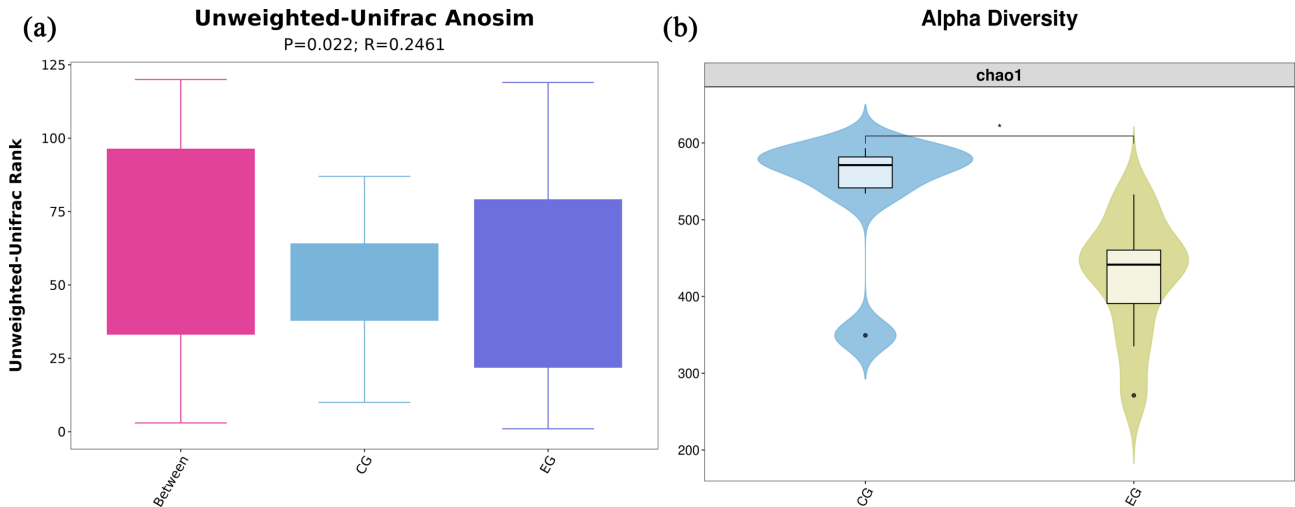 (a)
Unweighted-Unifrac Anosim
P=0.022; R=0.2461
Unweighted-Unifrac Rank
125
100
75
50
25
0
Between
CG
EG
(b)
Alpha Diversity
chao1
*
600
500
400
300
200
CG
EG